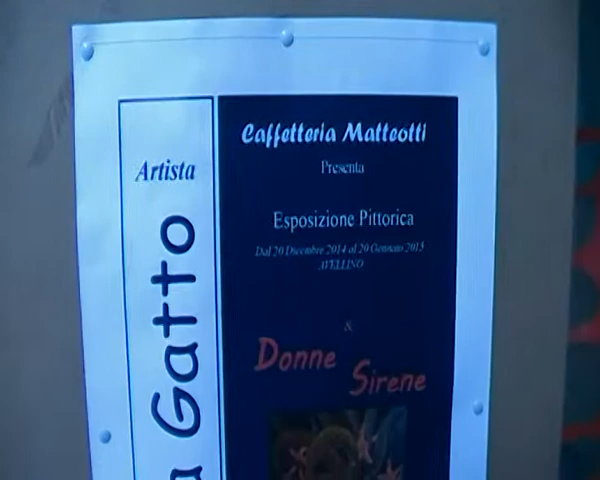 Caffetteria Matteotti
Presenta
Esposizione Pittorica
Dal 20 Dicembre 2014 al 20 Gennaio 2015
AVELLINO
&
Donne
Sirene
Artista
a Gatto